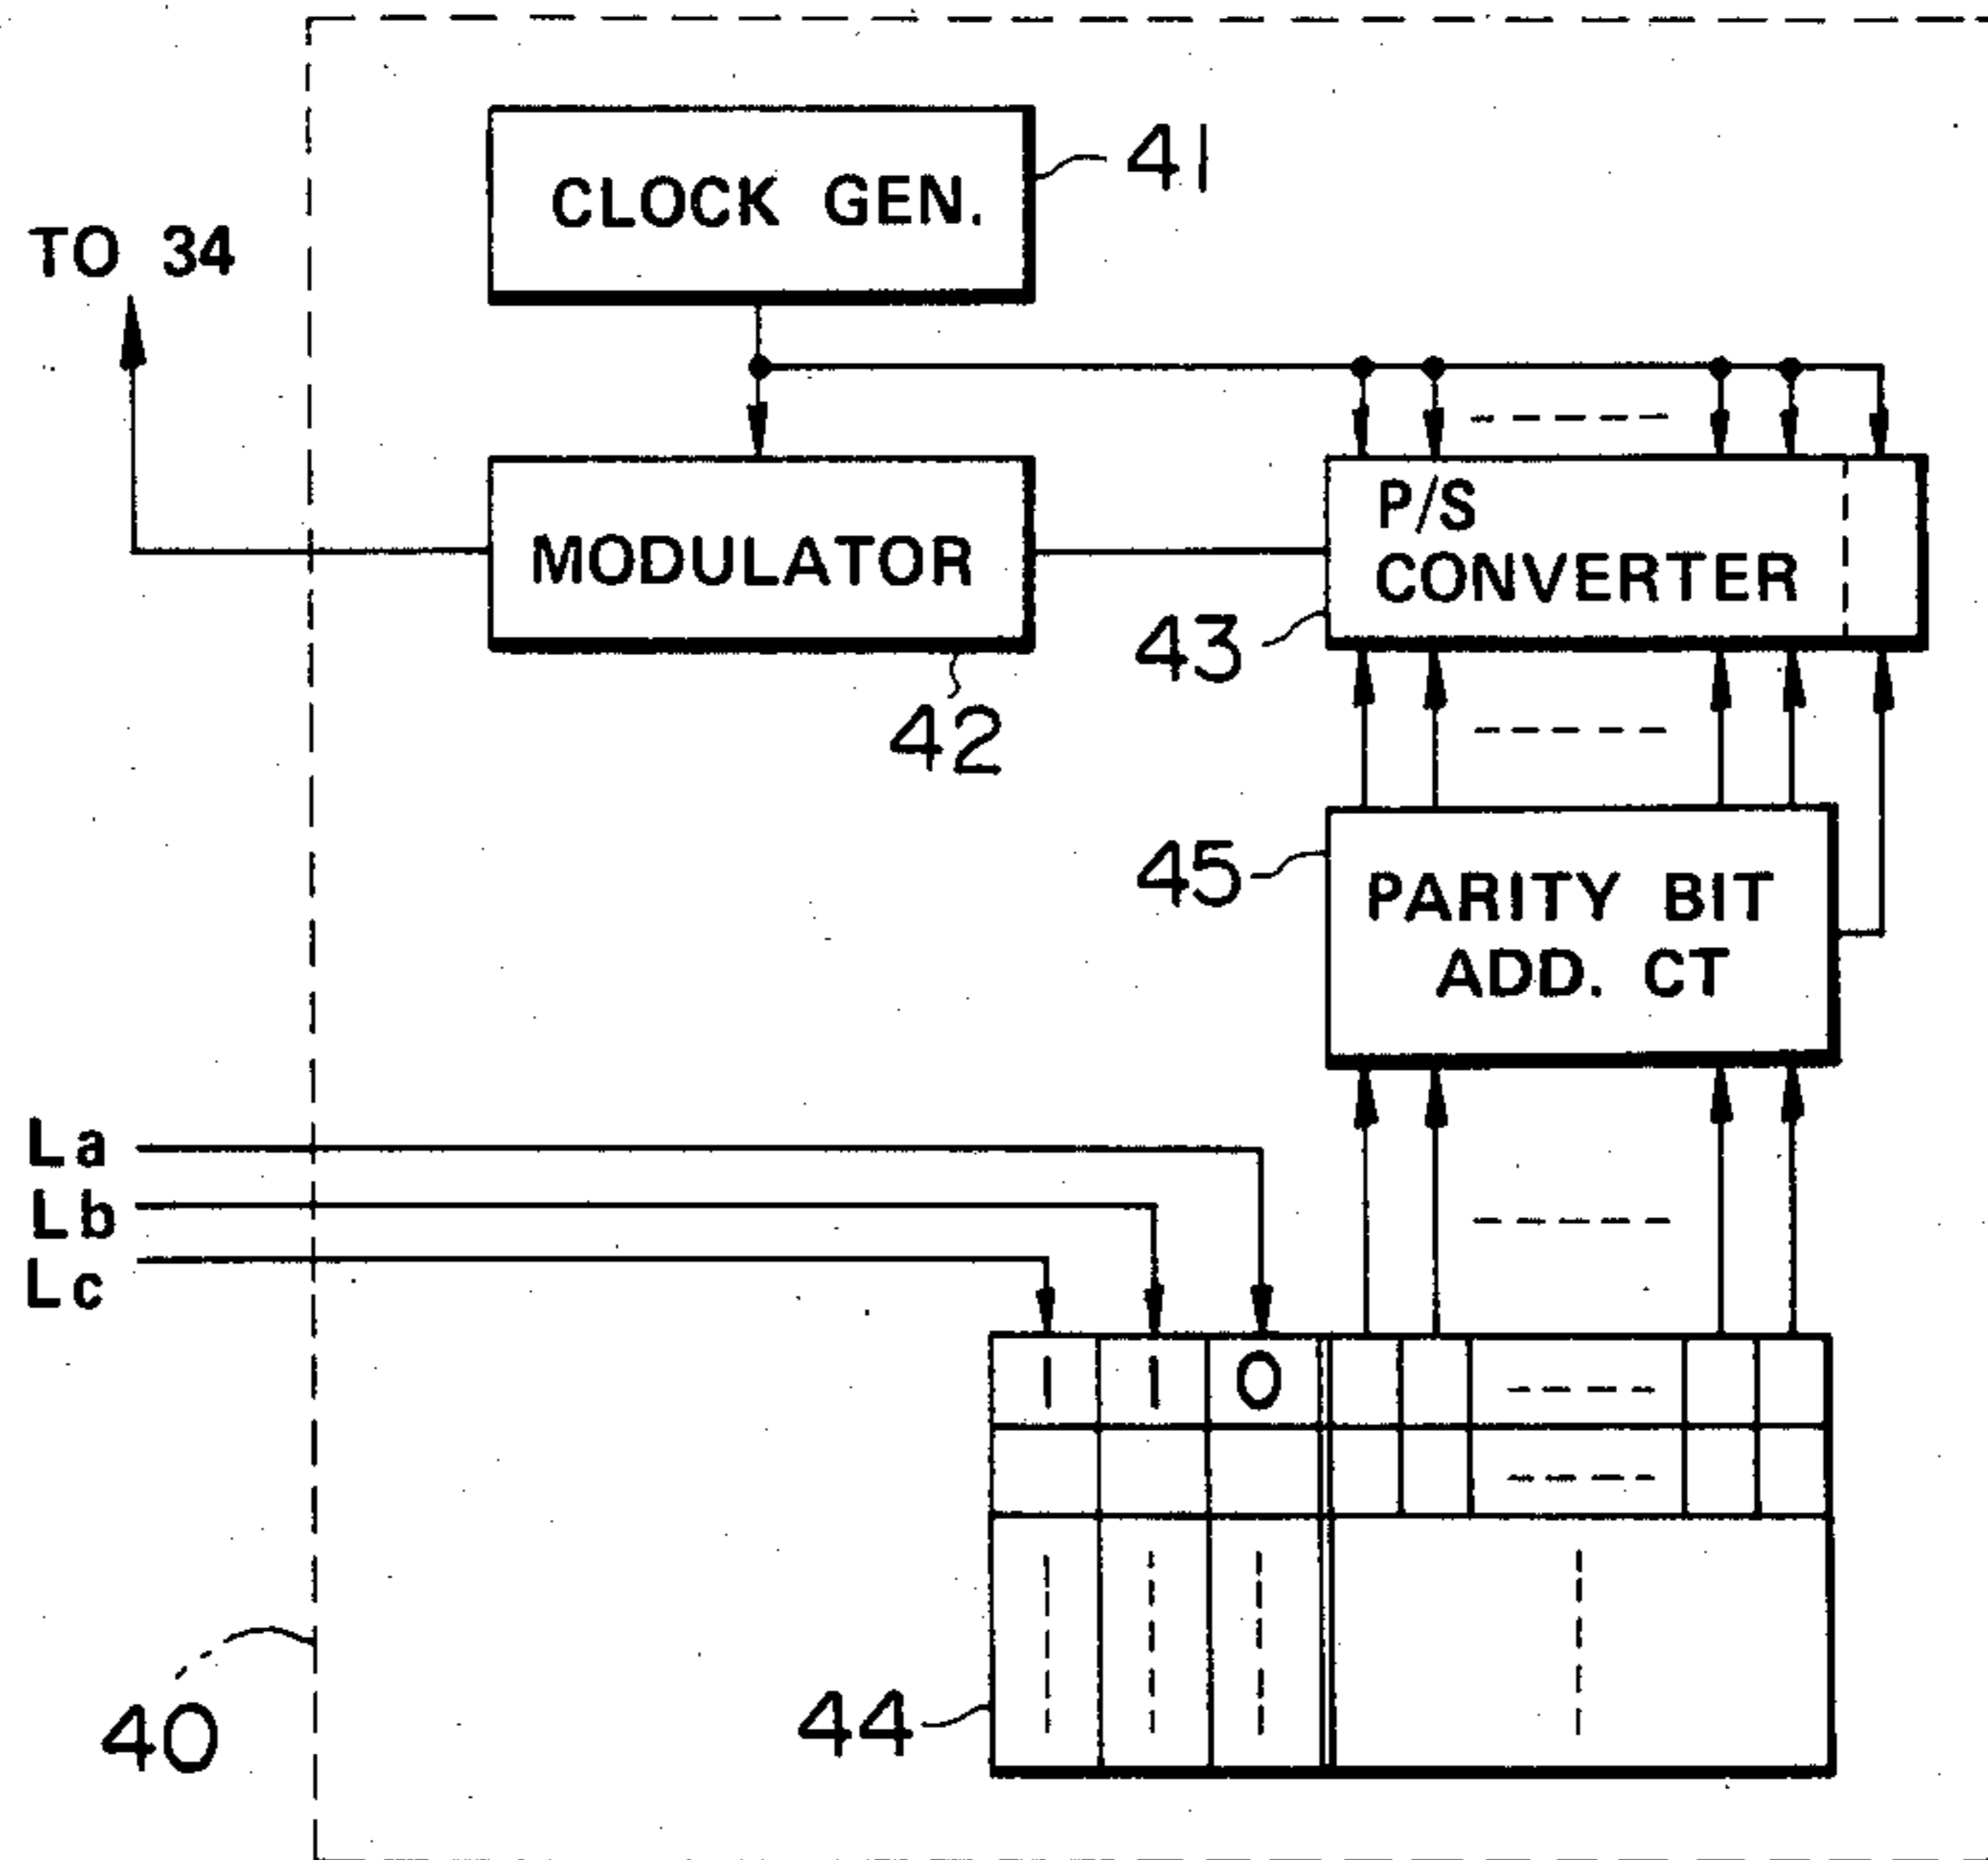 CLOCK GEN.
41
TO 34
P/S
CONVERTER
MODULATOR
43
42
45
PARITY BIT
ADD. CT
La
Lb
Lc
1 1 0
44
40